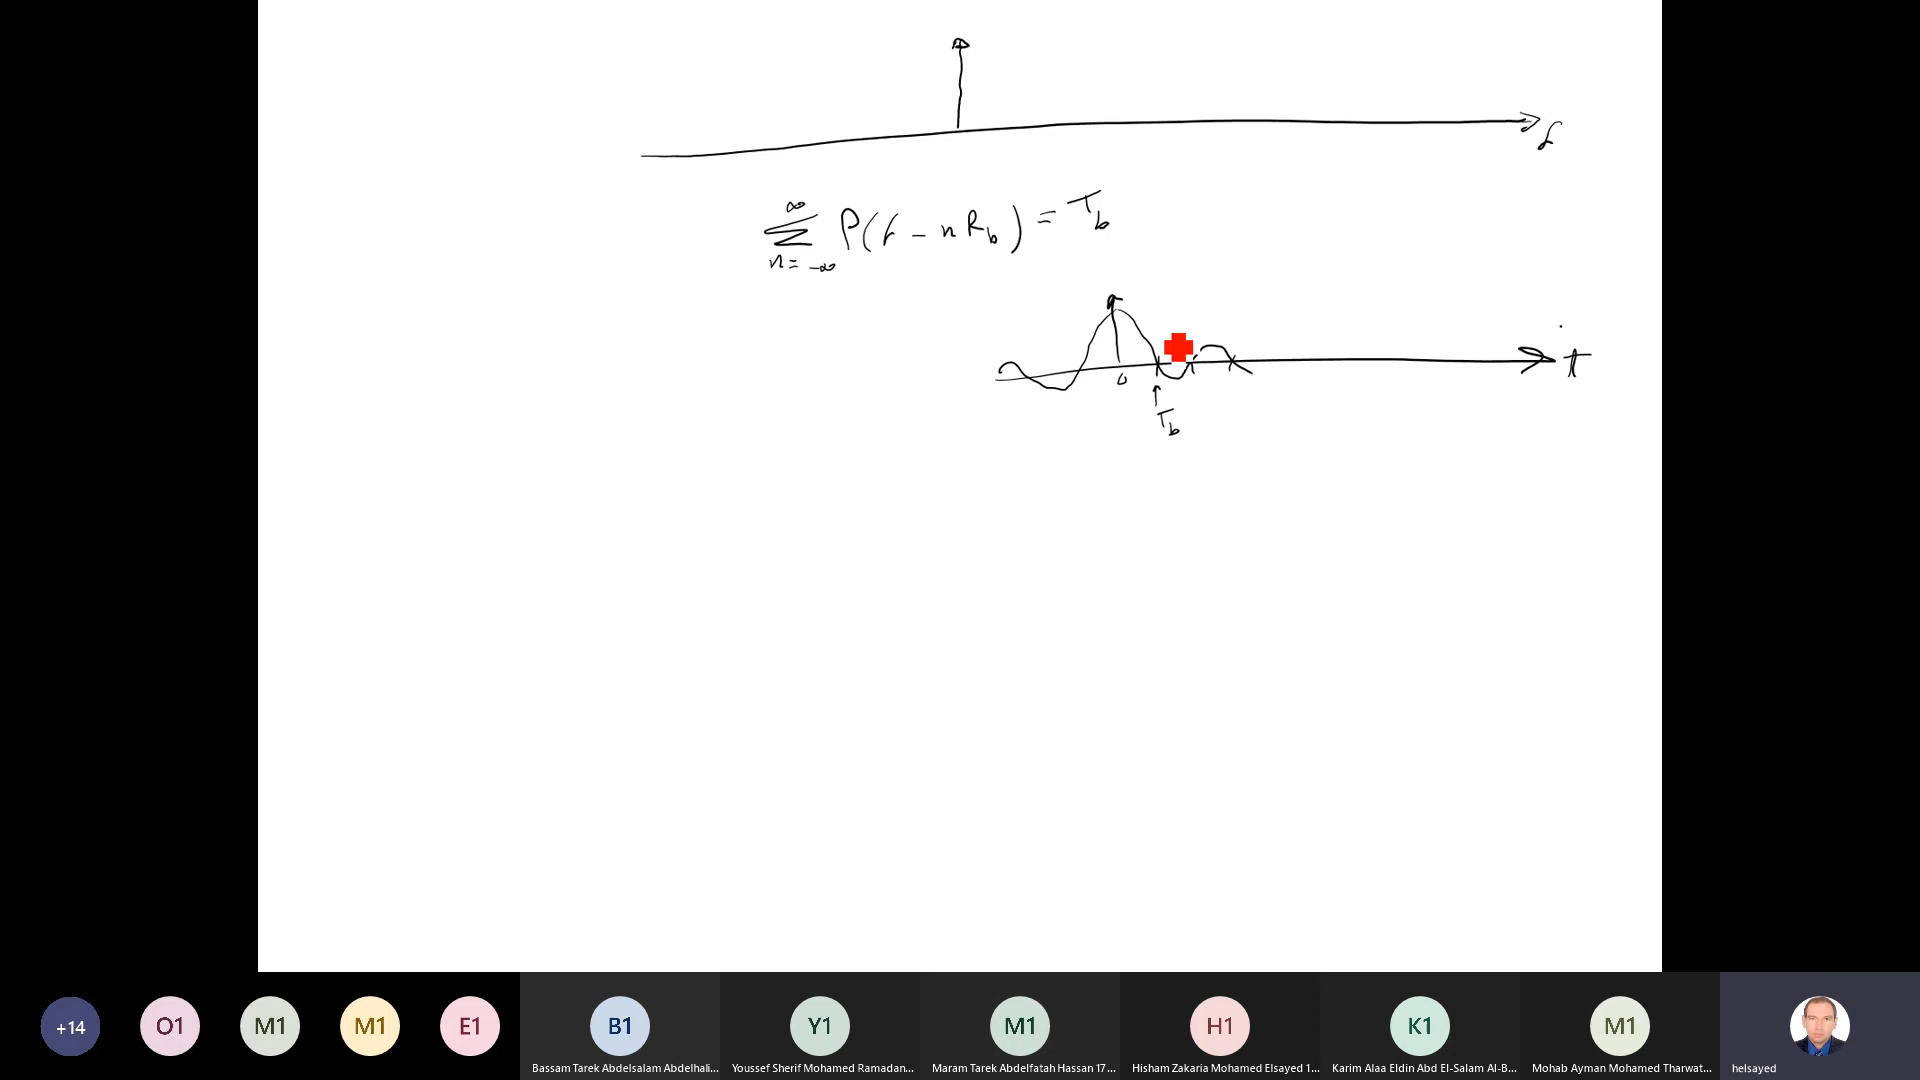 f
∞
∑ P(f - nR_b) = T_b
n = -∞
0
t
T_b
+14
O1
M1
M1
E1
B1
Y1
M1
H1
K1
M1
Bassam Tarek Abdelsalam Abdelhali...
Youssef Sherif Mohamed Ramadan...
Maram Tarek Abdelfatah Hassan 17...
Hisham Zakaria Mohamed Elsayed 1...
Karim Alaa Eldin Abd El-Salam Al-B...
Mohab Ayman Mohamed Tharwat...
helsayed